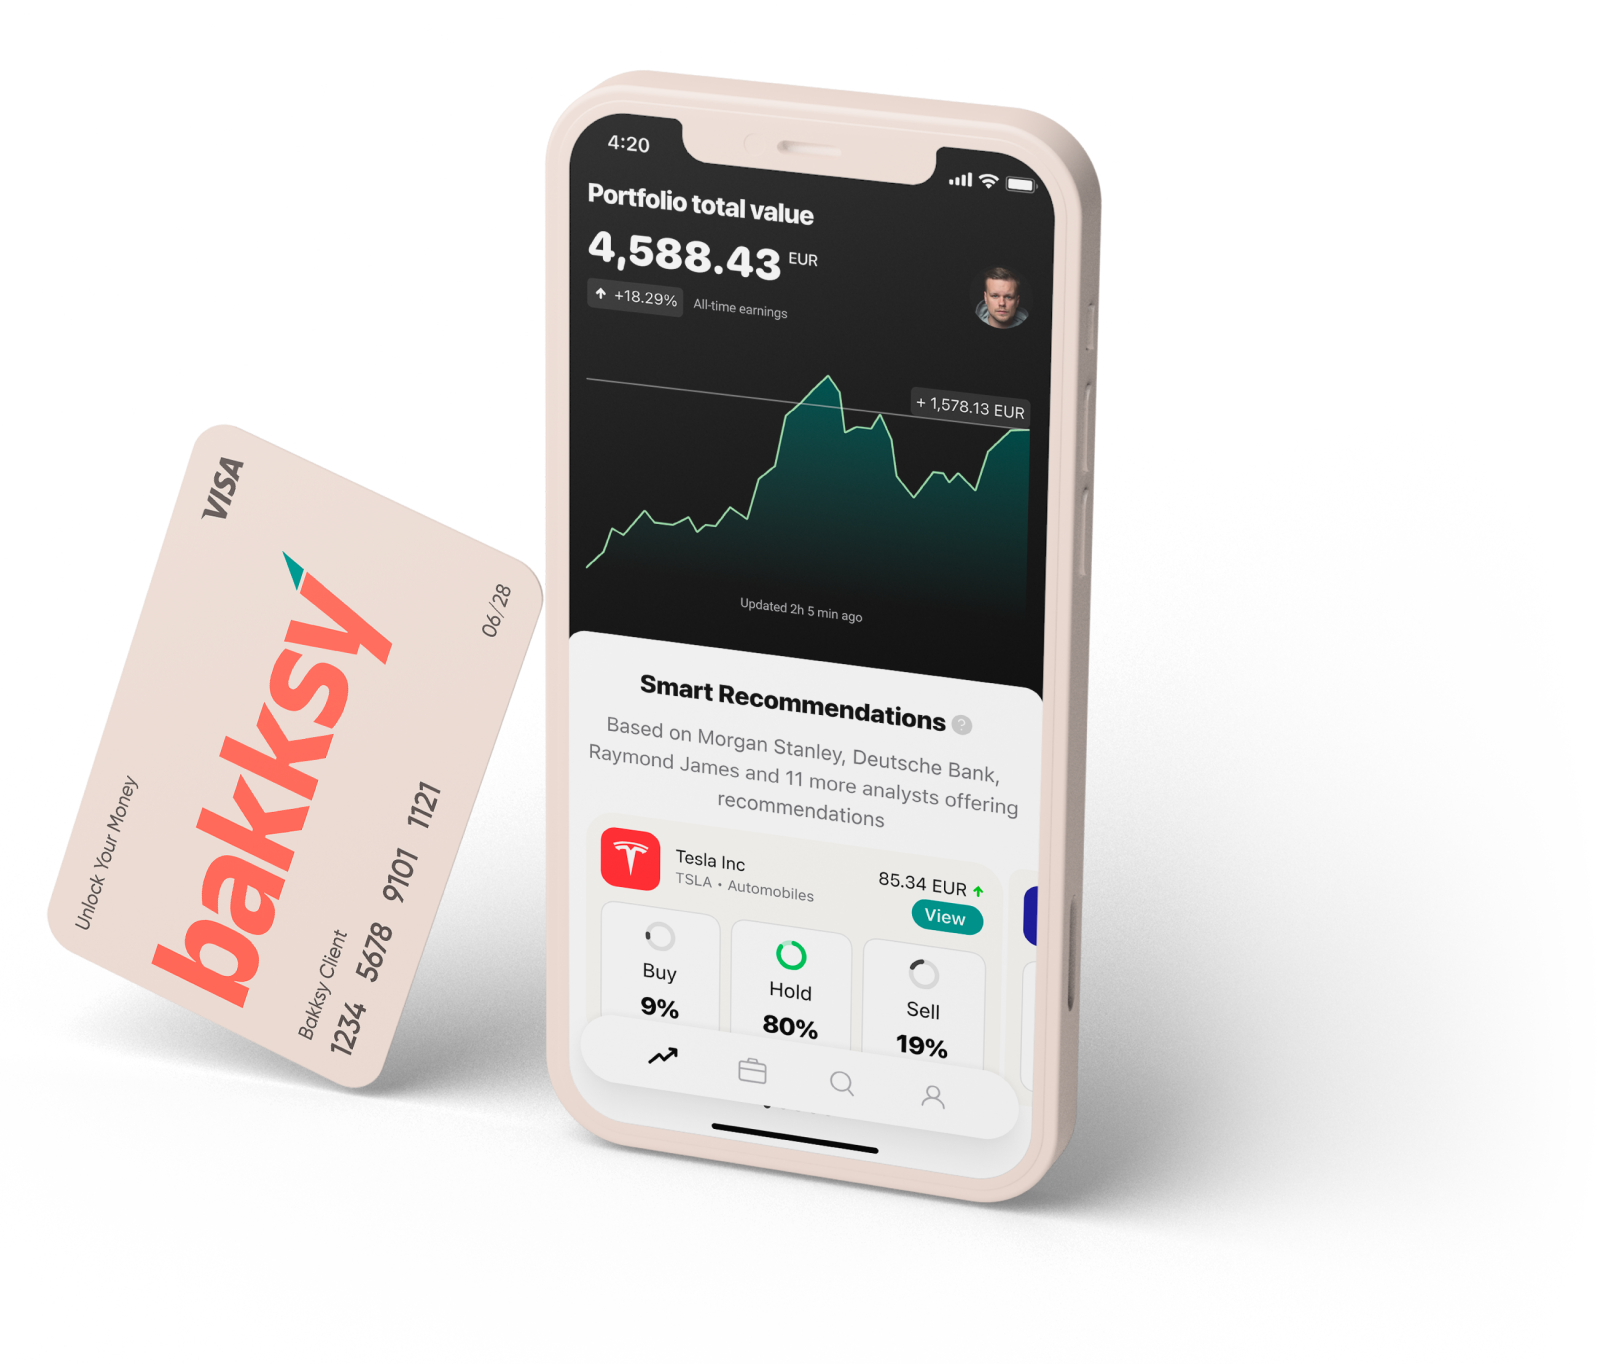 VISA
bakksy
Unlock Your Money
06/28
Bakksy Client
1234 5678 9101 1121
4:20
Portfolio total value
4,588.43 EUR
+18.29% All-time earnings
+ 1,578.13 EUR
Updated 2h 5 min ago
Smart Recommendations ?
Based on Morgan Stanley, Deutsche Bank,
Raymond James and 11 more analysts offering
recommendations
Tesla Inc
85.34 EUR
TSLA • Automobiles
View
Buy
Hold
Sell
9%
80%
19%